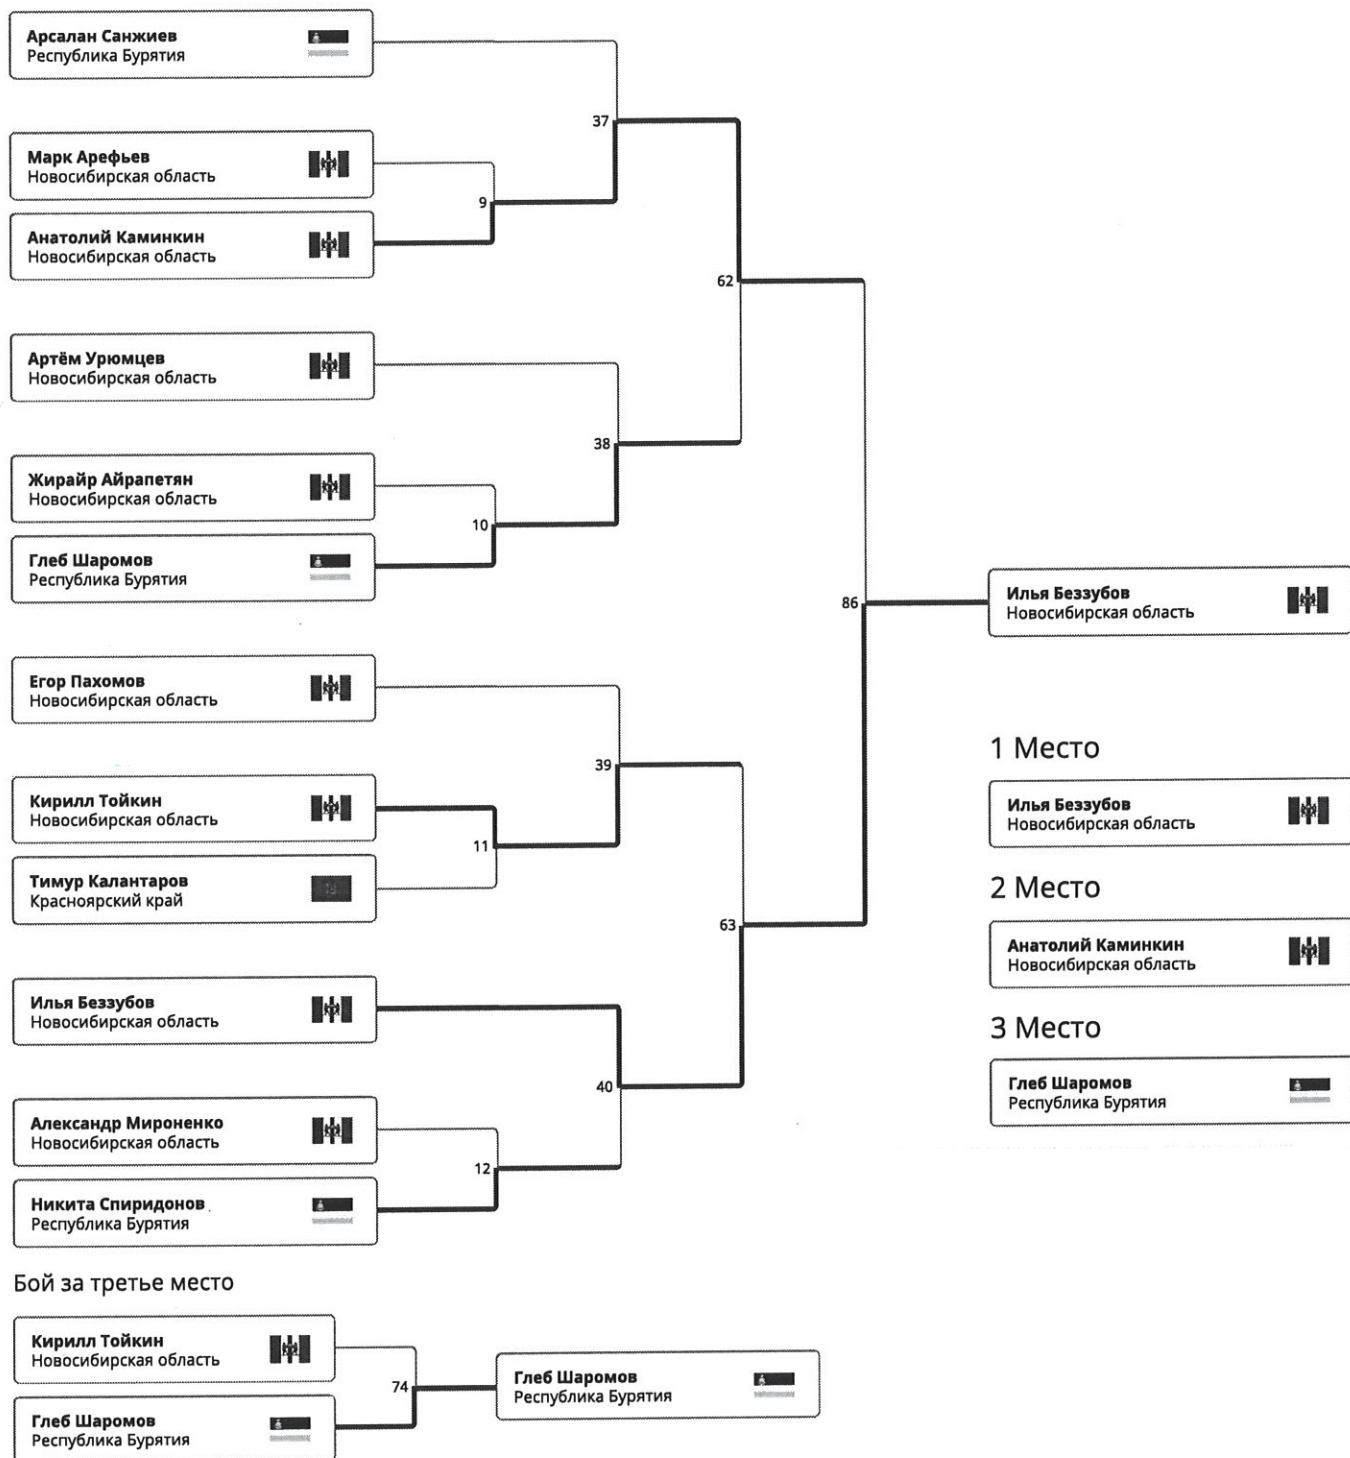 Арсалан Санжиев
Республика Бурятия
37
Марк Арефьев
Новосибирская область
9
Анатолий Каминкин
Новосибирская область
62
Артём Урюмцев
Новосибирская область
38
Жирайр Айрапетян
Новосибирская область
10
Глеб Шаромов
Республика Бурятия
86
Илья Беззубов
Новосибирская область
Егор Пахомов
Новосибирская область
39
Кирилл Тойкин
Новосибирская область
11
Тимур Калантаров
Красноярский край
63
Илья Беззубов
Новосибирская область
40
Александр Мироненко
Новосибирская область
12
Никита Спиридонов
Республика Бурятия
1 Место
Илья Беззубов
Новосибирская область
2 Место
Анатолий Каминкин
Новосибирская область
3 Место
Глеб Шаромов
Республика Бурятия
Бой за третье место
Кирилл Тойкин
Новосибирская область
74
Глеб Шаромов
Республика Бурятия
Глеб Шаромов
Республика Бурятия